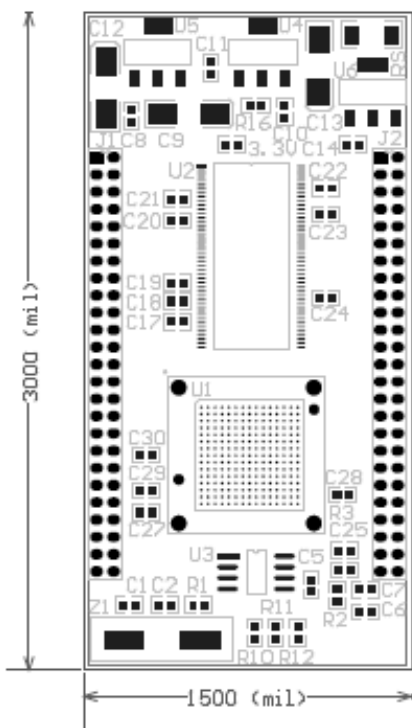 C12 U5 U4
C11 U6 RS
R16 C10 C13
J1 C8 C9 3.3V C14 J2
U2 C22
C21
C20 C23
C19
C18 C24
C17
3000 (mil)
U1
C30
C29 C28
C27 R3
C25
U3 C5
Z1 C1 C2 R1 C7
R11 R2 C6
R10 R12
1500 (mil)